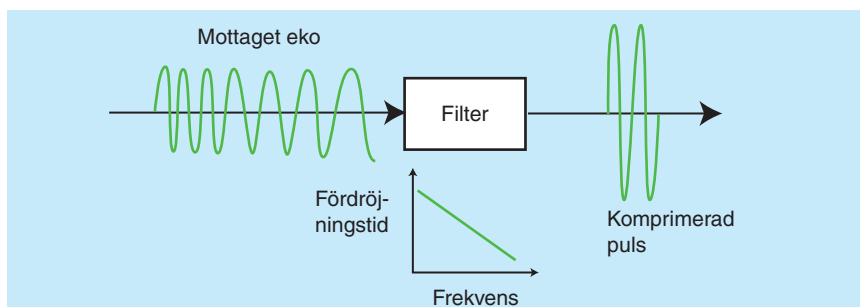 Mottaget eko
Filter
Fördröj-
ningstid
Frekvens
Komprimerad
puls